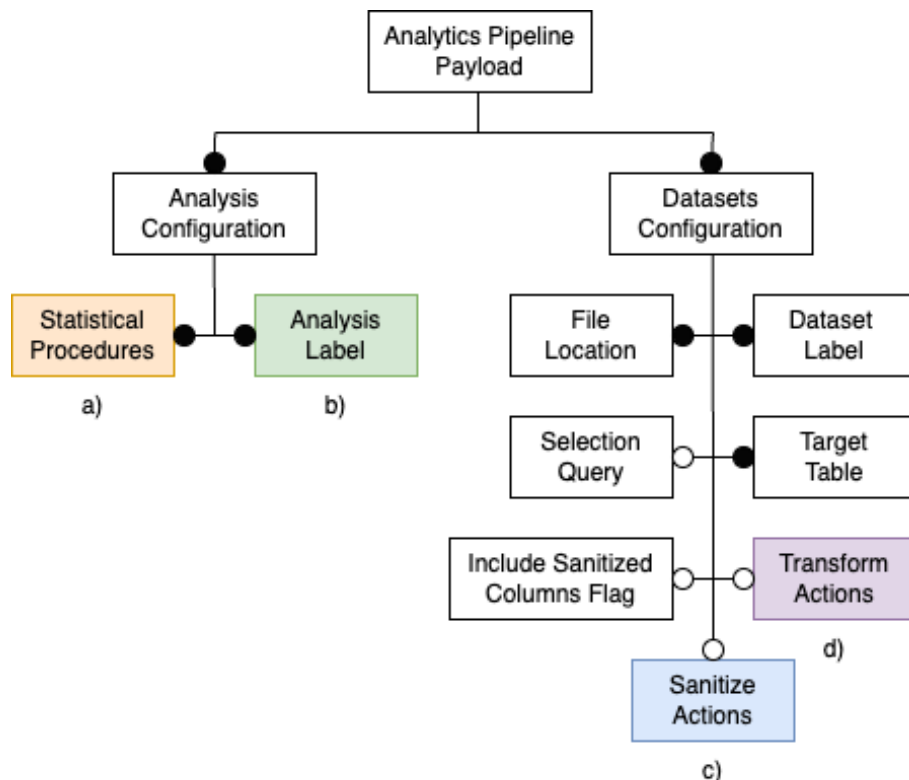 Analytics Pipeline
Payload
Analysis
Configuration
Datasets
Configuration
Statistical
Procedures
Analysis
Label
File
Location
Dataset
Label
a)
b)
Selection
Query
Target
Table
Include Sanitized
Columns Flag
Transform
Actions
d)
Sanitize
Actions
c)